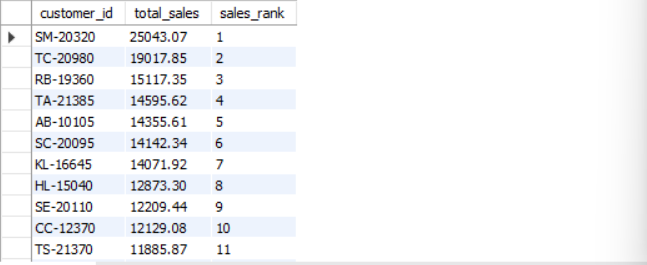 customer_id total_sales sales_rank
SM-20320 25043.07 1
TC-20980 19017.85 2
RB-19360 15117.35 3
TA-21385 14595.62 4
AB-10105 14355.61 5
SC-20095 14142.34 6
KL-16645 14071.92 7
HL-15040 12873.30 8
SE-20110 12209.44 9
CC-12370 12129.08 10
TS-21370 11885.87 11